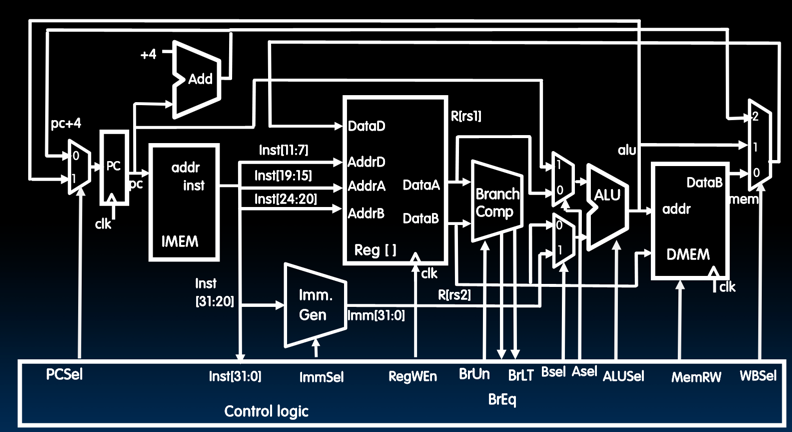 +4
Add
pc+4
0
1
PC
pc
clk
addr
inst
IMEM
Inst[11:7]
Inst[19:15]
Inst[24:20]
Inst
[31:20]
DataD
AddrD
AddrA
AddrB
DataA
DataB
Reg [ ]
clk
R[rs1]
R[rs2]
Imm.
Gen
Imm[31:0]
Branch
Comp
1
0
0
1
ALU
alu
DataB
addr
DMEM
clk
mem
2
1
0
PCSel
Inst[31:0]
ImmSel
RegWEn
BrUn
BrEq
BrLT
Bsel
Asel
ALUSel
MemRW
WBSel
Control logic